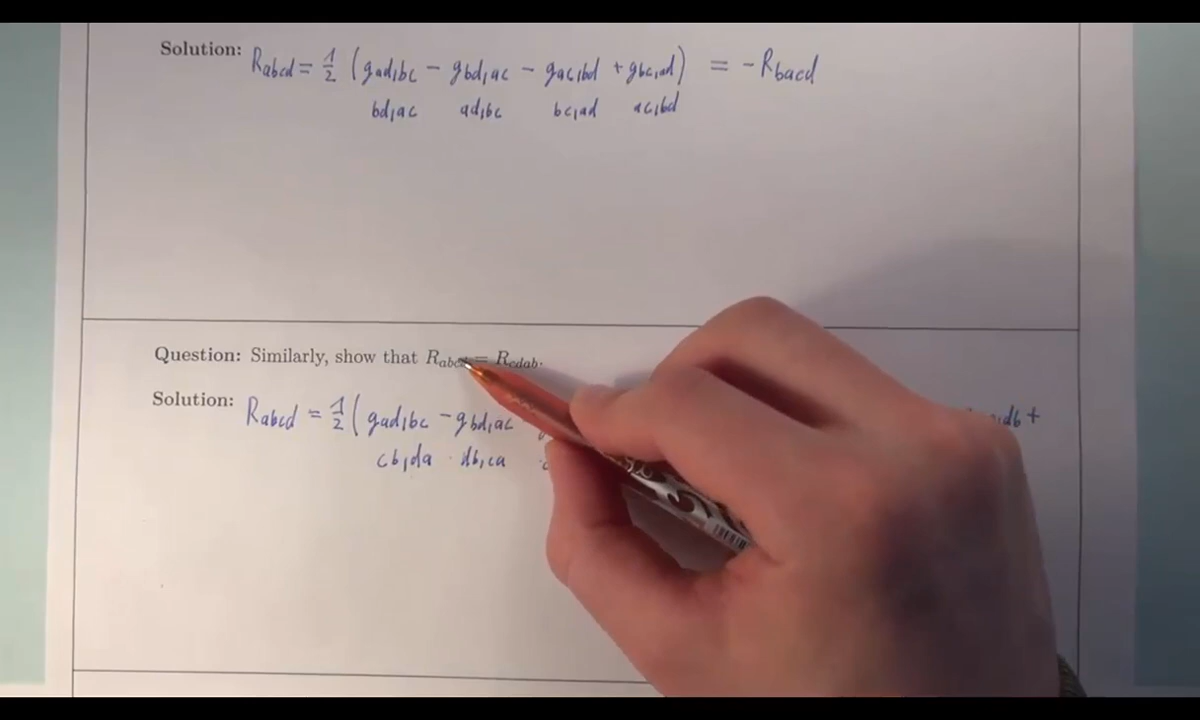 Solution: Rabcd = 1/2 (gad,bc - gbd,ac - gac,bd + gbc,ad) = -Rbacd
bd,ac ad,bc bc,ad ac,bd
Question: Similarly, show that Rabcd = Rcdab.
Solution: Rabcd = 1/2 (gad,bc - gbd,ac db +
cb,da db,ca